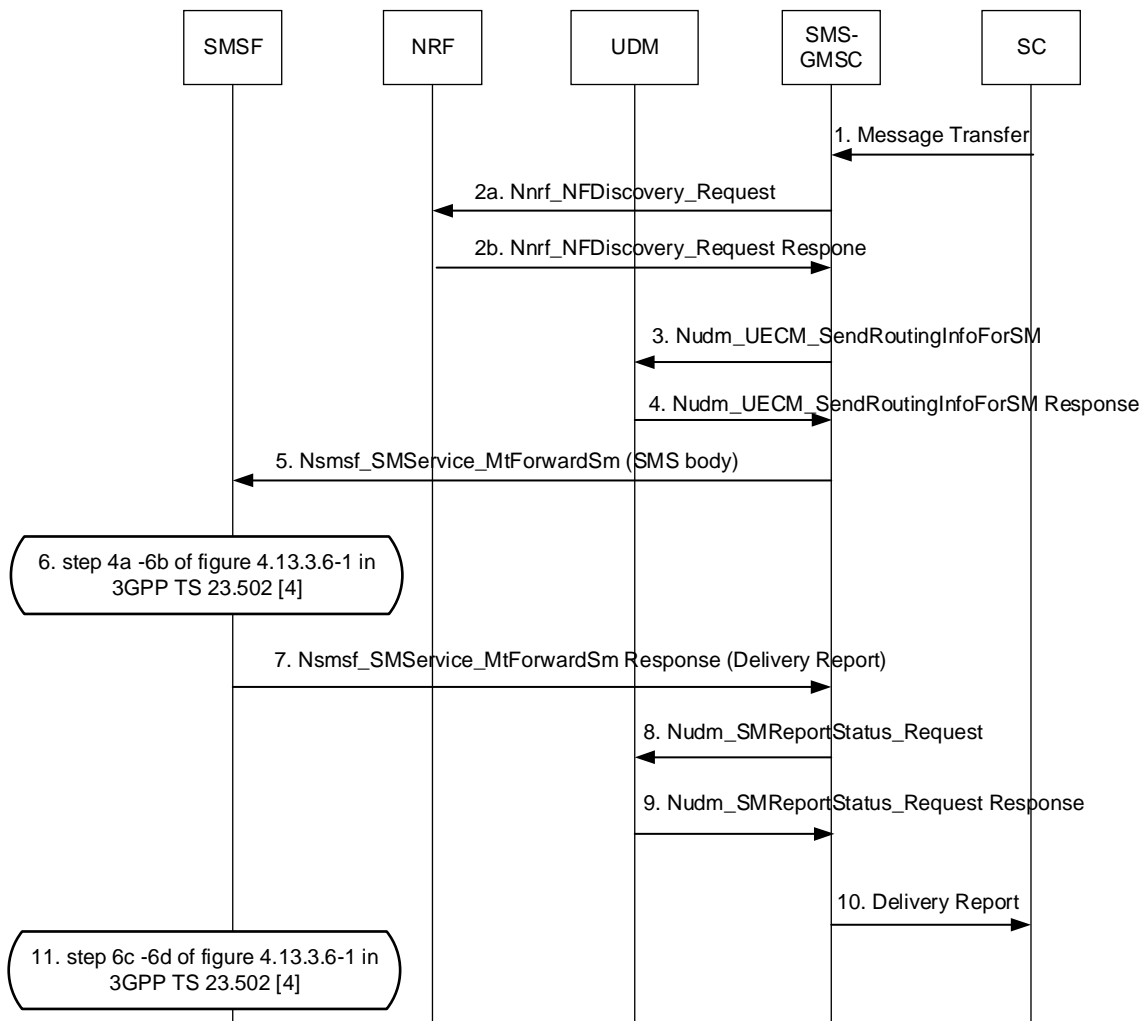 SMSF
NRF
UDM
SMS-
GMSC
SC
1. Message Transfer
2a. Nnrf_NFDiscovery_Request
2b. Nnrf_NFDiscovery_Request Respone
3. Nudm_UECM_SendRoutingInfoForSM
4. Nudm_UECM_SendRoutingInfoForSM Response
5. Nsmsf_SMService_MtForwardSm (SMS body)
6. step 4a -6b of figure 4.13.3.6-1 in
3GPP TS 23.502 [4]
7. Nsmsf_SMService_MtForwardSm Response (Delivery Report)
8. Nudm_SMReportStatus_Request
9. Nudm_SMReportStatus_Request Response
10. Delivery Report
11. step 6c -6d of figure 4.13.3.6-1 in
3GPP TS 23.502 [4]